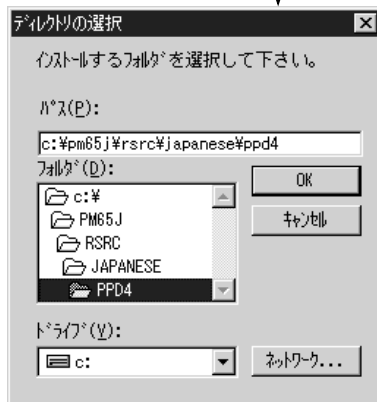 ﾃﾞｨﾚｸﾄﾘの選択
ｲﾝｽﾄｰﾙするﾌｫﾙﾀﾞを選択して下さい。
ﾊﾟｽ(P):
c:¥pm65j¥rsrc¥japanese¥ppd4
ﾌｫﾙﾀﾞ(D):
OK
c:¥
PM65J
ｷｬﾝｾﾙ
RSRC
JAPANESE
PPD4
ﾄﾞﾗｲﾌﾞ(V):
c:
ﾈｯﾄﾜｰｸ...